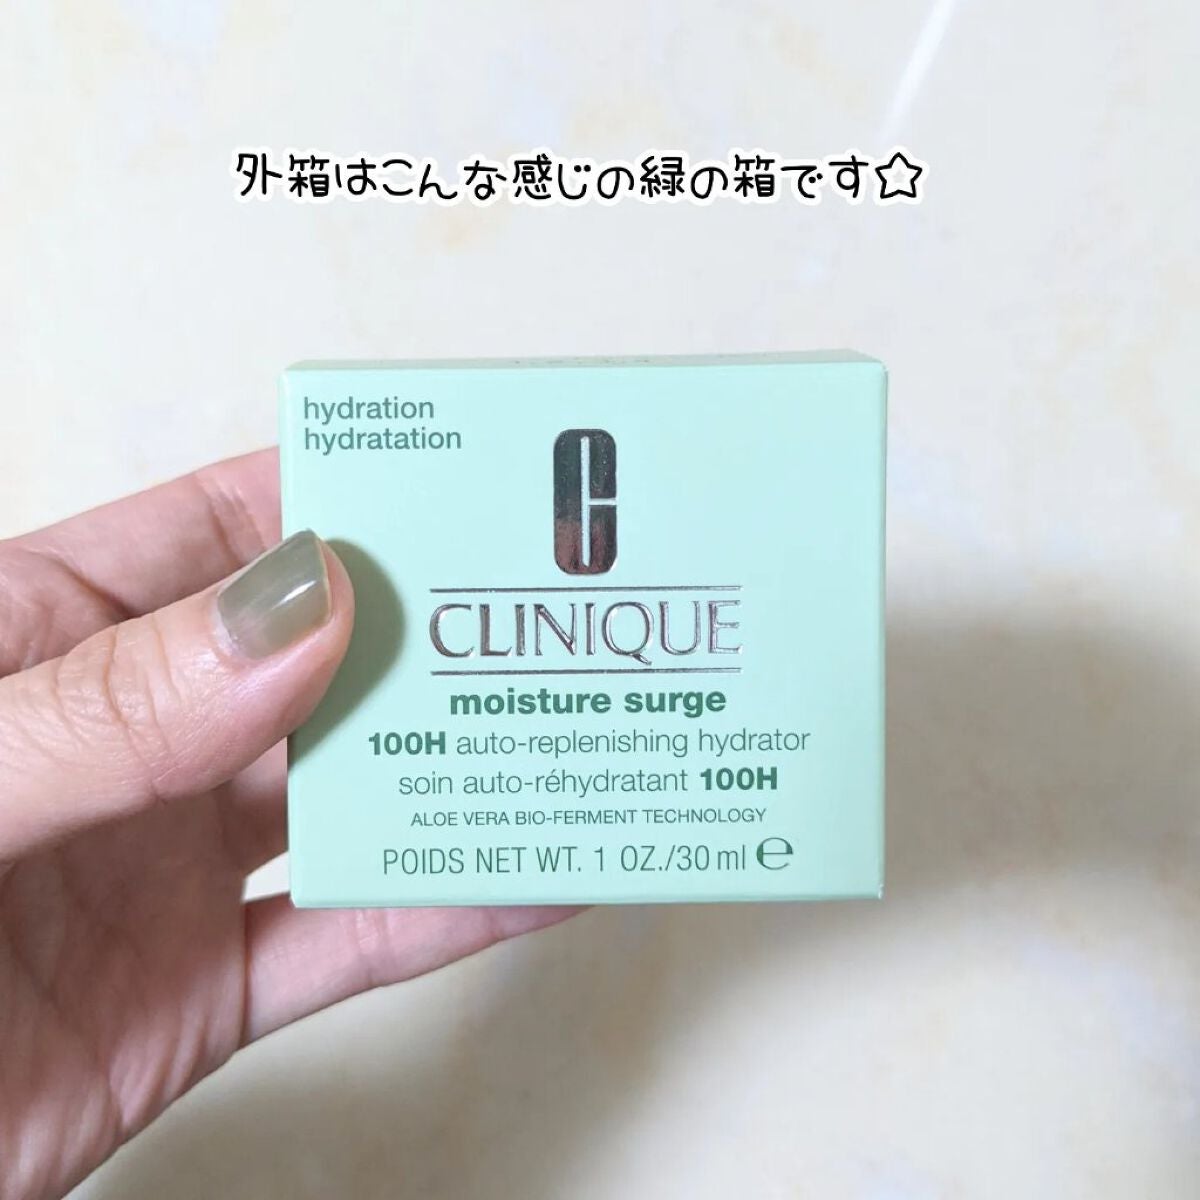 外箱はこんな感じの緑の箱です☆
hydration
hydratation
C
CLINIQUE
moisture surge
100H auto-replenishing hydrator
soin auto-réhydratant 100H
ALOE VERA BIO-FERMENT TECHNOLOGY
POIDS NET WT. 1 OZ./30 ml ℮